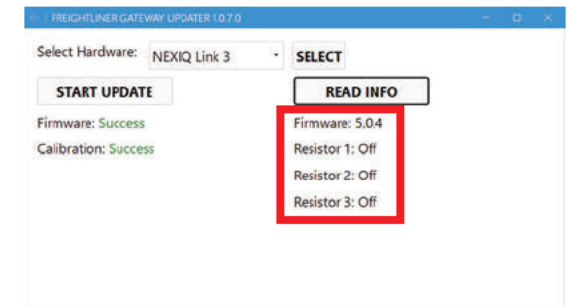 FREIGHTLINER GATEWAY UPDATER 1.0.7.0
Select Hardware: NEXIQ Link 3 SELECT
START UPDATE READ INFO
Firmware: Success Firmware: 5.0.4
Calibration: Success Resistor 1: Off
Resistor 2: Off
Resistor 3: Off